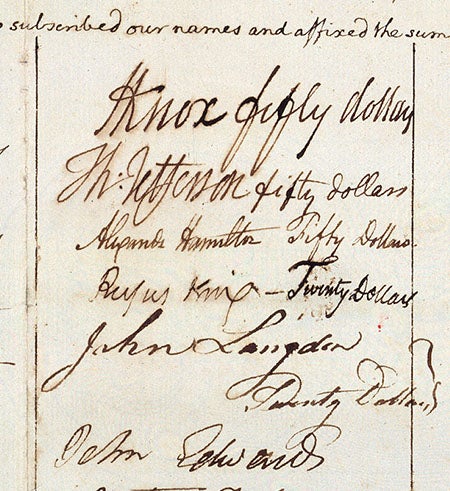 subscribed our names and affixed the sum
HKnox fifty dollars
Th: Jefferson fifty dollars
Alexander Hamilton Fifty Dollars.
Rufus King — Twenty Dollars
John Langdon
Twenty Dollars
John Edwards